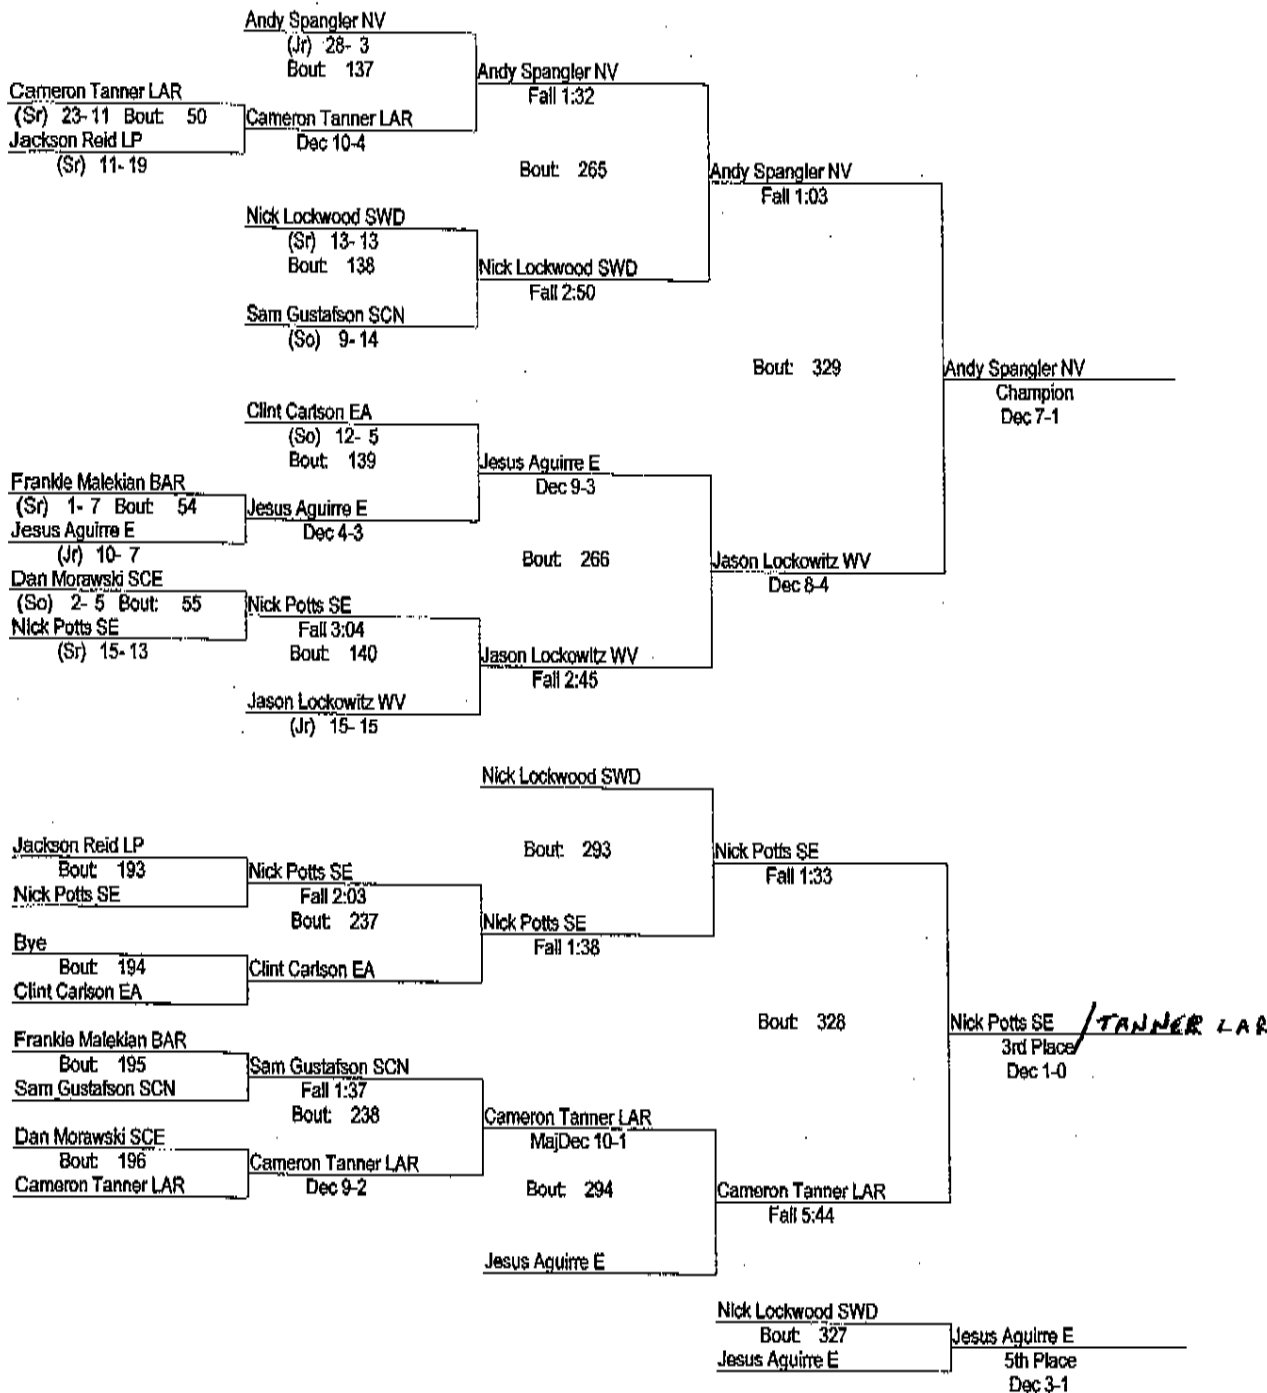 Andy Spangler NV
(Jr) 28- 3
Bout: 137
Andy Spangler NV
Fall 1:32
Cameron Tanner LAR
(Sr) 23-11 Bout: 50
Cameron Tanner LAR
Dec 10-4
Jackson Reid LP
(Sr) 11-19
Bout: 265
Andy Spangler NV
Fall 1:03
Nick Lockwood SWD
(Sr) 13-13
Bout: 138
Nick Lockwood SWD
Fall 2:50
Sam Gustafson SCN
(So) 9-14
Bout: 329
Andy Spangler NV
Champion
Dec 7-1
Clint Carlson EA
(So) 12- 5
Bout: 139
Jesus Aguirre E
Dec 9-3
Frankie Malekian BAR
(Sr) 1- 7 Bout: 54
Jesus Aguirre E
Dec 4-3
Jesus Aguirre E
(Jr) 10- 7
Bout: 266
Jason Lockowitz WV
Dec 8-4
Dan Morawski SCE
(So) 2- 5 Bout: 55
Nick Potts SE
Fall 3:04
Bout: 140
Nick Potts SE
(Sr) 15-13
Jason Lockowitz WV
Fall 2:45
Jason Lockowitz WV
(Jr) 15-15
Nick Lockwood SWD
Bout: 293
Nick Potts SE
Fall 1:33
Jackson Reid LP
Bout: 193
Nick Potts SE
Nick Potts SE
Fall 2:03
Bout: 237
Nick Potts SE
Fall 1:38
Bye
Bout: 194
Clint Carlson EA
Clint Carlson EA
Bout: 328
Nick Potts SE / TANNER LAR
3rd Place
Dec 1-0
Frankie Malekian BAR
Bout: 195
Sam Gustafson SCN
Sam Gustafson SCN
Fall 1:37
Bout: 238
Cameron Tanner LAR
MajDec 10-1
Dan Morawski SCE
Bout: 196
Cameron Tanner LAR
Cameron Tanner LAR
Dec 9-2
Bout: 294
Cameron Tanner LAR
Fall 5:44
Jesus Aguirre E
Nick Lockwood SWD
Bout: 327
Jesus Aguirre E
Jesus Aguirre E
5th Place
Dec 3-1